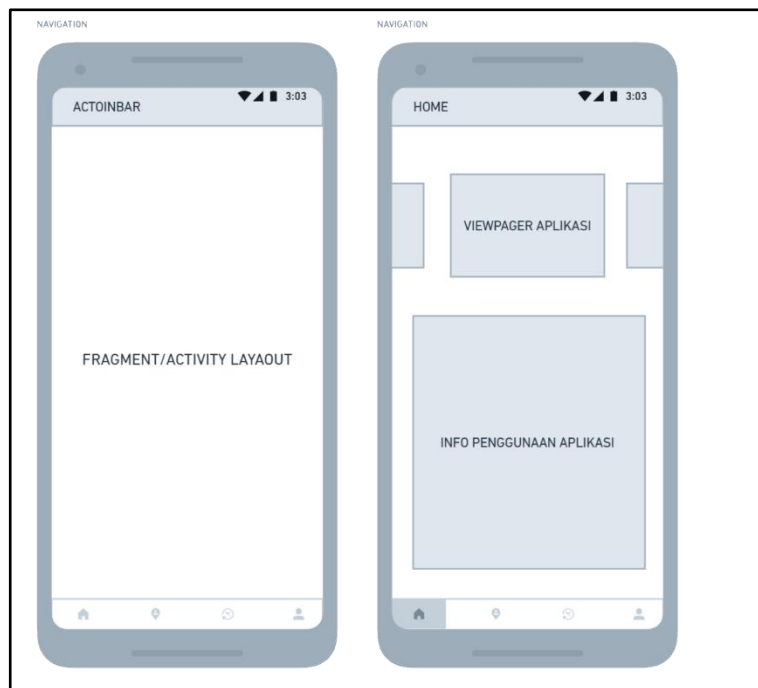 NAVIGATION
ACTOINBAR
3:03
FRAGMENT/ACTIVITY LAYAOUT
NAVIGATION
HOME
3:03
VIEWPAGER APLIKASI
INFO PENGGUNAAN APLIKASI